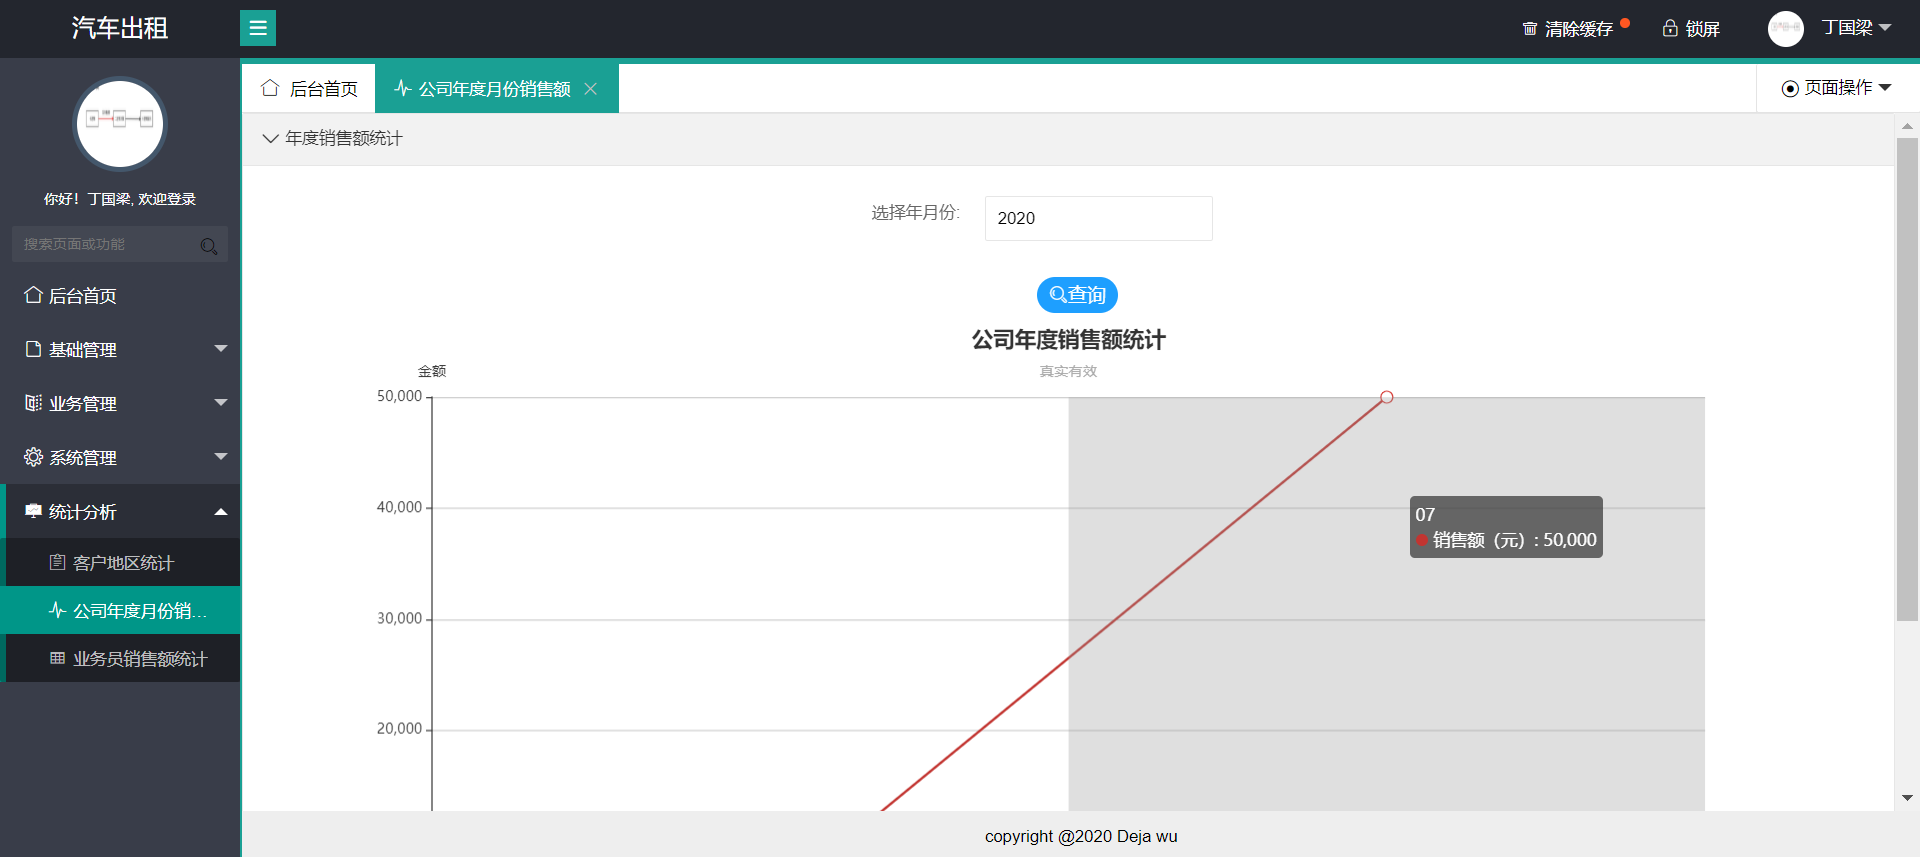 汽车出租
清除缓存
锁屏
丁国梁
后台首页
公司年度月份销售额
页面操作
你好！丁国梁, 欢迎登录
搜索页面或功能
后台首页
基础管理
业务管理
系统管理
统计分析
客户地区统计
公司年度月份销...
业务员销售额统计
年度销售额统计
选择年月份:
2020
查询
公司年度销售额统计
真实有效
金额
50,000
40,000
30,000
20,000
07
销售额（元）: 50,000
copyright @2020 Deja wu